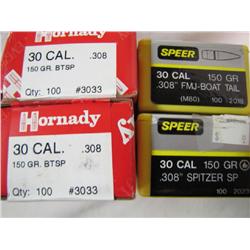 Hornady
30 CAL. .308
150 GR. BTSP
Qty: 100 #3033
SPEER
30 CAL 150 GR
.308" FMJ-BOAT TAIL
(M80) 100
Hornady
30 CAL. .308
150 GR. BTSP
Qty: 100 #3033
SPEER
30 CAL 150 GR
.308" SPITZER SP
100